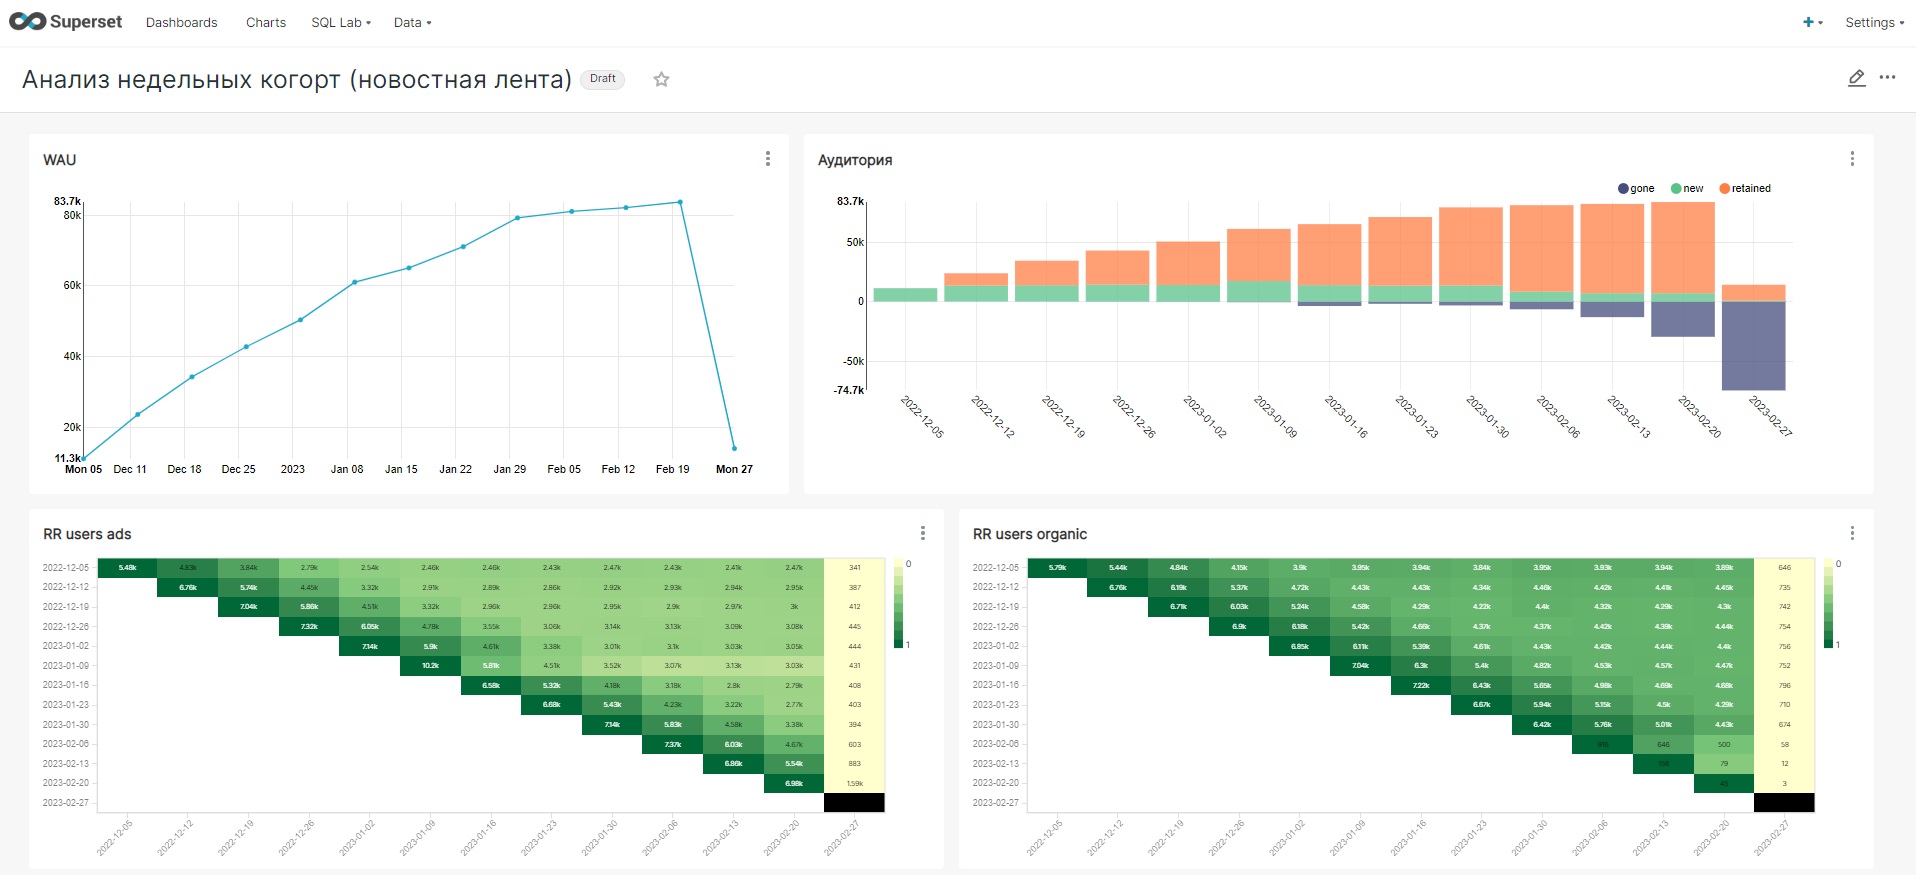 Superset Dashboards Charts SQL Lab Data + Settings
Анализ недельных когорт (новостная лента) Draft
WAU
83.7k
80k
60k
40k
20k
11.3k
Mon 05 Dec 11 Dec 18 Dec 25 2023 Jan 08 Jan 15 Jan 22 Jan 29 Feb 05 Feb 12 Feb 19 Mon 27
Аудитория
gone new retained
83.7k
50k
0
-50k
-74.7k
2022-12-05 2022-12-12 2022-12-19 2022-12-26 2023-01-02 2023-01-09 2023-01-16 2023-01-23 2023-01-30 2023-02-06 2023-02-13 2023-02-20 2023-02-27
RR users ads
2022-12-05 5.48k 4.83k 3.84k 2.79k 2.54k 2.46k 2.46k 2.43k 2.47k 2.43k 2.41k 2.47k 341
2022-12-12 6.76k 5.74k 4.45k 3.32k 2.91k 2.89k 2.86k 2.92k 2.93k 2.94k 2.95k 387
2022-12-19 7.04k 5.86k 4.51k 3.32k 2.96k 2.96k 2.95k 2.9k 2.97k 3k 412
2022-12-26 7.32k 6.05k 4.78k 3.55k 3.06k 3.14k 3.13k 3.09k 3.08k 445
2023-01-02 7.14k 5.9k 4.61k 3.38k 3.01k 3.1k 3.03k 3.05k 444
2023-01-09 10.2k 5.81k 4.51k 3.52k 3.07k 3.13k 3.03k 431
2023-01-16 6.58k 5.32k 4.18k 3.18k 2.8k 2.79k 408
2023-01-23 6.68k 5.43k 4.23k 3.22k 2.77k 403
2023-01-30 7.14k 5.83k 4.58k 3.38k 394
2023-02-06 7.37k 6.03k 4.67k 603
2023-02-13 6.86k 5.54k 883
2023-02-20 6.98k 1.59k
2023-02-27
2022-12-05 2022-12-12 2022-12-19 2022-12-26 2023-01-02 2023-01-09 2023-01-16 2023-01-23 2023-01-30 2023-02-06 2023-02-13 2023-02-20 2023-02-27
0
1
RR users organic
2022-12-05 5.79k 5.44k 4.84k 4.15k 3.9k 3.95k 3.94k 3.84k 3.95k 3.93k 3.94k 3.89k 646
2022-12-12 6.76k 6.19k 5.37k 4.72k 4.43k 4.43k 4.34k 4.46k 4.42k 4.41k 4.45k 735
2022-12-19 6.71k 6.03k 5.24k 4.58k 4.29k 4.22k 4.4k 4.32k 4.29k 4.3k 742
2022-12-26 6.9k 6.18k 5.42k 4.66k 4.37k 4.37k 4.42k 4.39k 4.44k 754
2023-01-02 6.85k 6.11k 5.39k 4.61k 4.43k 4.42k 4.44k 4.4k 756
2023-01-09 7.04k 6.3k 5.4k 4.82k 4.53k 4.57k 4.47k 752
2023-01-16 7.22k 6.43k 5.65k 4.98k 4.69k 4.68k 796
2023-01-23 6.67k 5.94k 5.15k 4.5k 4.29k 710
2023-01-30 6.42k 5.76k 5.01k 4.43k 674
2023-02-06 646 500 58
2023-02-13 79 12
2023-02-20 3
2023-02-27
2022-12-05 2022-12-12 2022-12-19 2022-12-26 2023-01-02 2023-01-09 2023-01-16 2023-01-23 2023-01-30 2023-02-06 2023-02-13 2023-02-20 2023-02-27
0
1